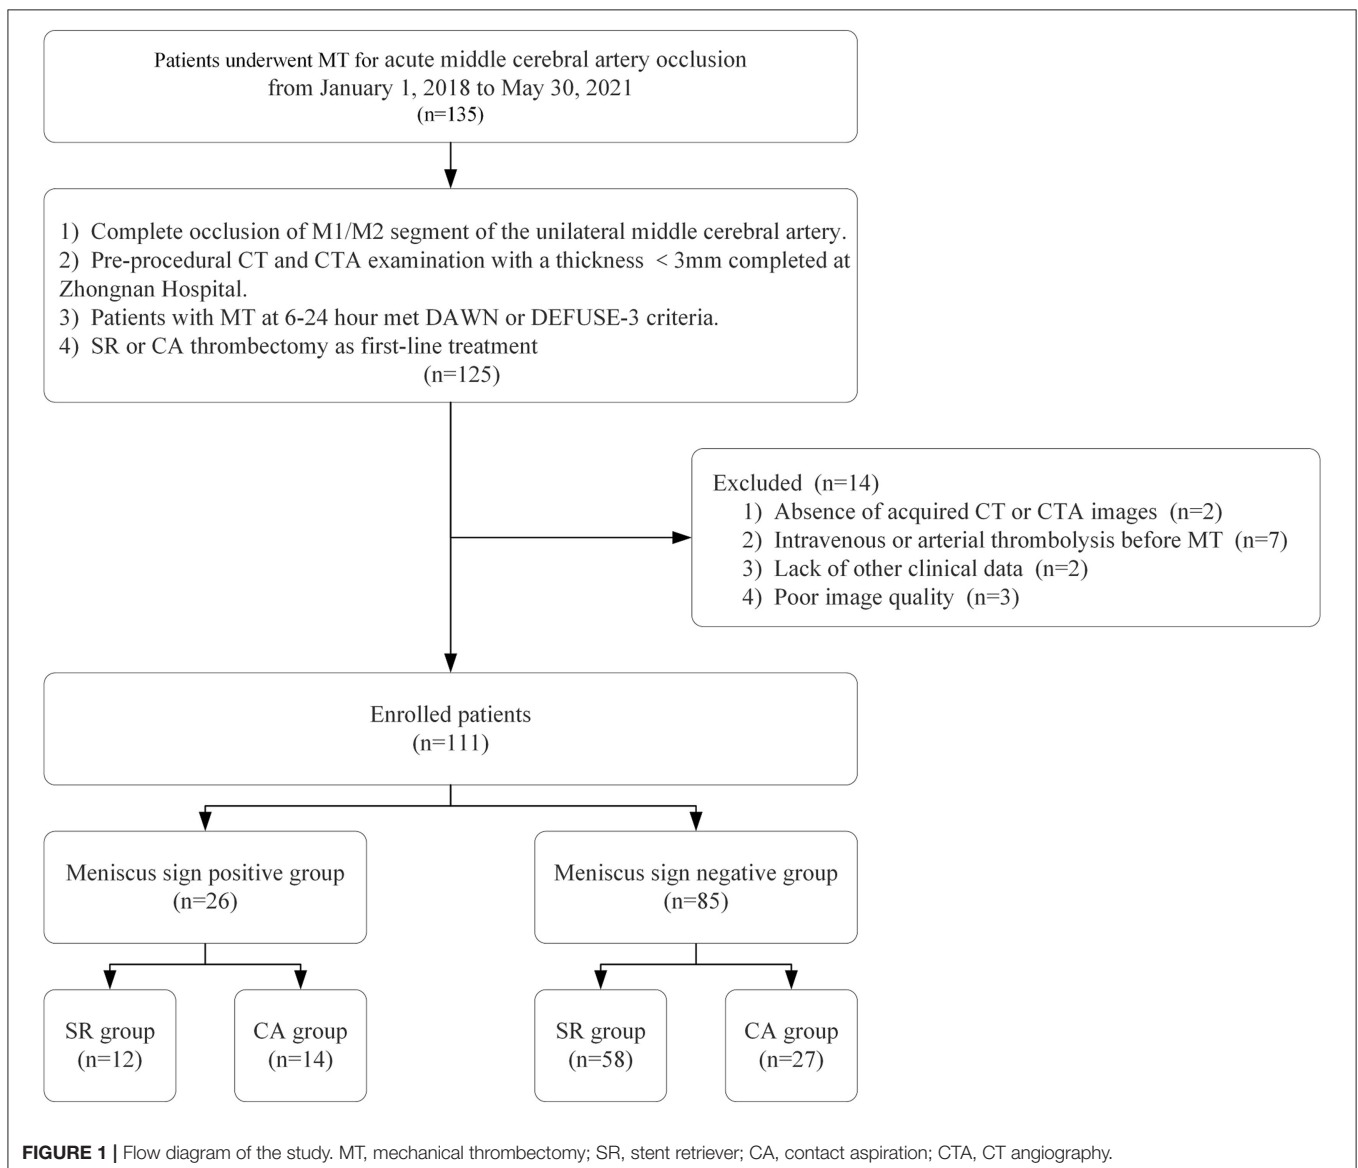 Patients underwent MT for acute middle cerebral artery occlusion
from January 1, 2018 to May 30, 2021
(n=135)
1) Complete occlusion of M1/M2 segment of the unilateral middle cerebral artery.
2) Pre-procedural CT and CTA examination with a thickness < 3mm completed at
Zhongnan Hospital.
3) Patients with MT at 6-24 hour met DAWN or DEFUSE-3 criteria.
4) SR or CA thrombectomy as first-line treatment
(n=125)
Excluded (n=14)
1) Absence of acquired CT or CTA images (n=2)
2) Intravenous or arterial thrombolysis before MT (n=7)
3) Lack of other clinical data (n=2)
4) Poor image quality (n=3)
Enrolled patients
(n=111)
Meniscus sign positive group
(n=26)
Meniscus sign negative group
(n=85)
SR group
(n=12)
CA group
(n=14)
SR group
(n=58)
CA group
(n=27)
FIGURE 1 | Flow diagram of the study. MT, mechanical thrombectomy; SR, stent retriever; CA, contact aspiration; CTA, CT angiography.